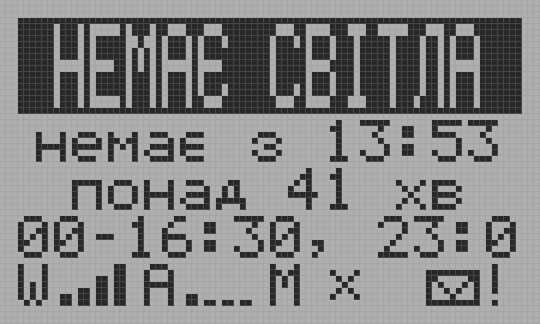 НЕМАЄ СВІТЛА
немає з 13:53
понад 41 хв
00-16:30, 23:0
W A M × !